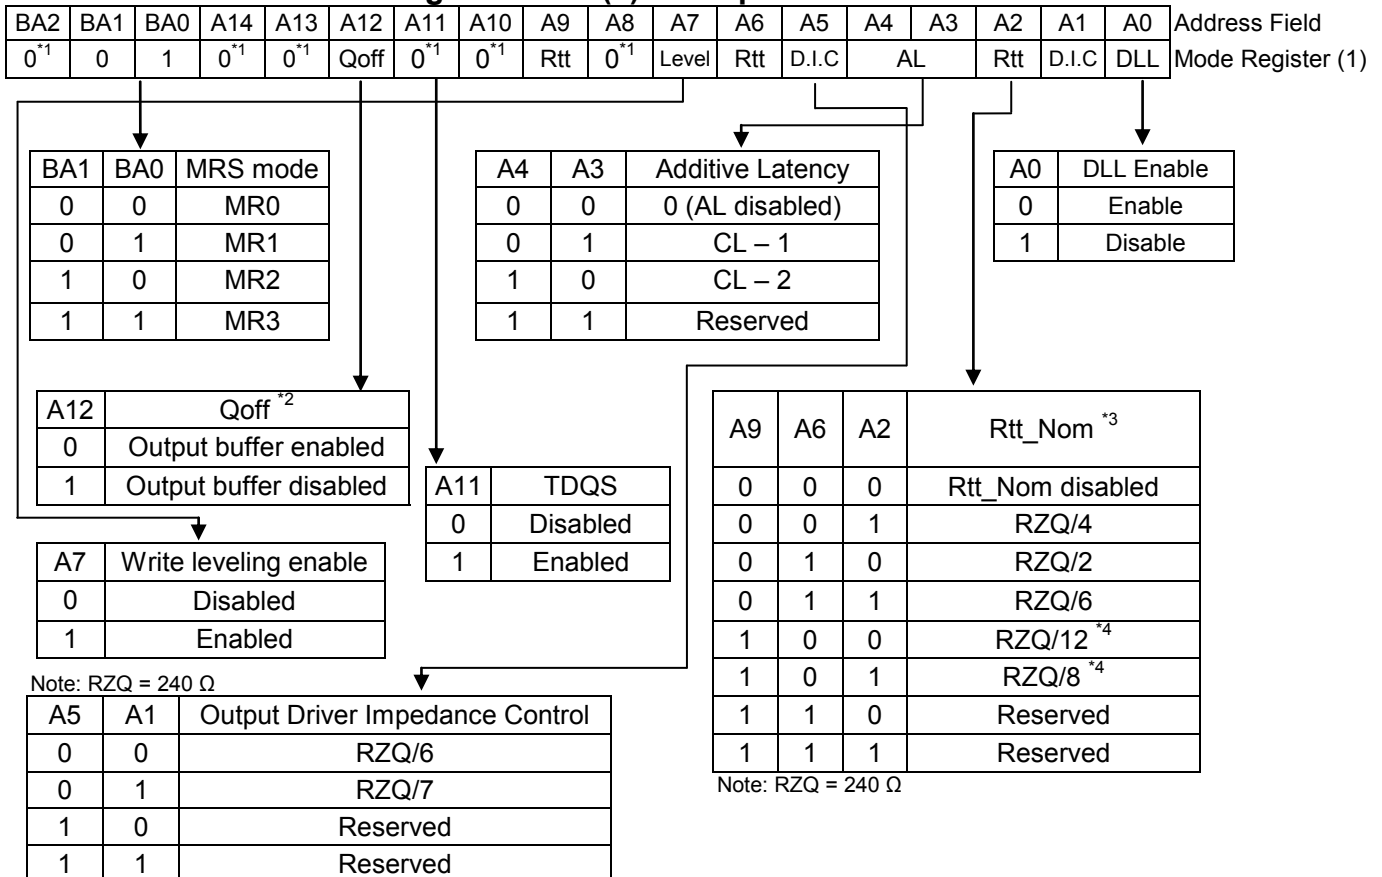 BA2 BA1 BA0 A14 A13 A12 A11 A10 A9 A8 A7 A6 A5 A4 A3 A2 A1 A0 Address Field
0*1 0 1 0*1 0*1 Qoff 0*1 0*1 Rtt 0*1 Level Rtt D.I.C AL Rtt D.I.C DLL Mode Register (1)
BA1 BA0 MRS mode
0 0 MR0
0 1 MR1
1 0 MR2
1 1 MR3
A4 A3 Additive Latency
0 0 0 (AL disabled)
0 1 CL – 1
1 0 CL – 2
1 1 Reserved
A0 DLL Enable
0 Enable
1 Disable
A12 Qoff *2
0 Output buffer enabled
1 Output buffer disabled
A11 TDQS
0 Disabled
1 Enabled
A7 Write leveling enable
0 Disabled
1 Enabled
A9 A6 A2 Rtt_Nom *3
0 0 0 Rtt_Nom disabled
0 0 1 RZQ/4
0 1 0 RZQ/2
0 1 1 RZQ/6
1 0 0 RZQ/12 *4
1 0 1 RZQ/8 *4
1 1 0 Reserved
1 1 1 Reserved
Note: RZQ = 240 Ω
Note: RZQ = 240 Ω
A5 A1 Output Driver Impedance Control
0 0 RZQ/6
0 1 RZQ/7
1 0 Reserved
1 1 Reserved